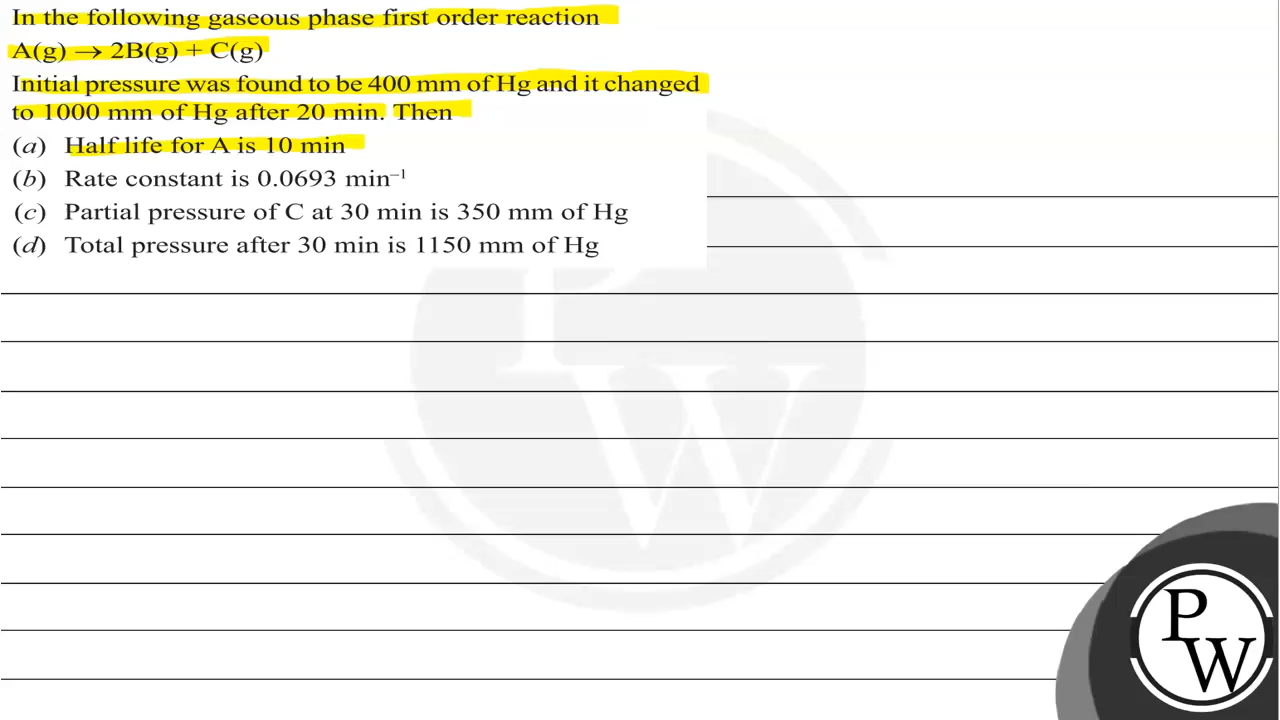 In the following gaseous phase first order reaction
A(g) → 2B(g) + C(g)
Initial pressure was found to be 400 mm of Hg and it changed
to 1000 mm of Hg after 20 min. Then
(a) Half life for A is 10 min
(b) Rate constant is 0.0693 min⁻¹
(c) Partial pressure of C at 30 min is 350 mm of Hg
(d) Total pressure after 30 min is 1150 mm of Hg
P
W
P
W